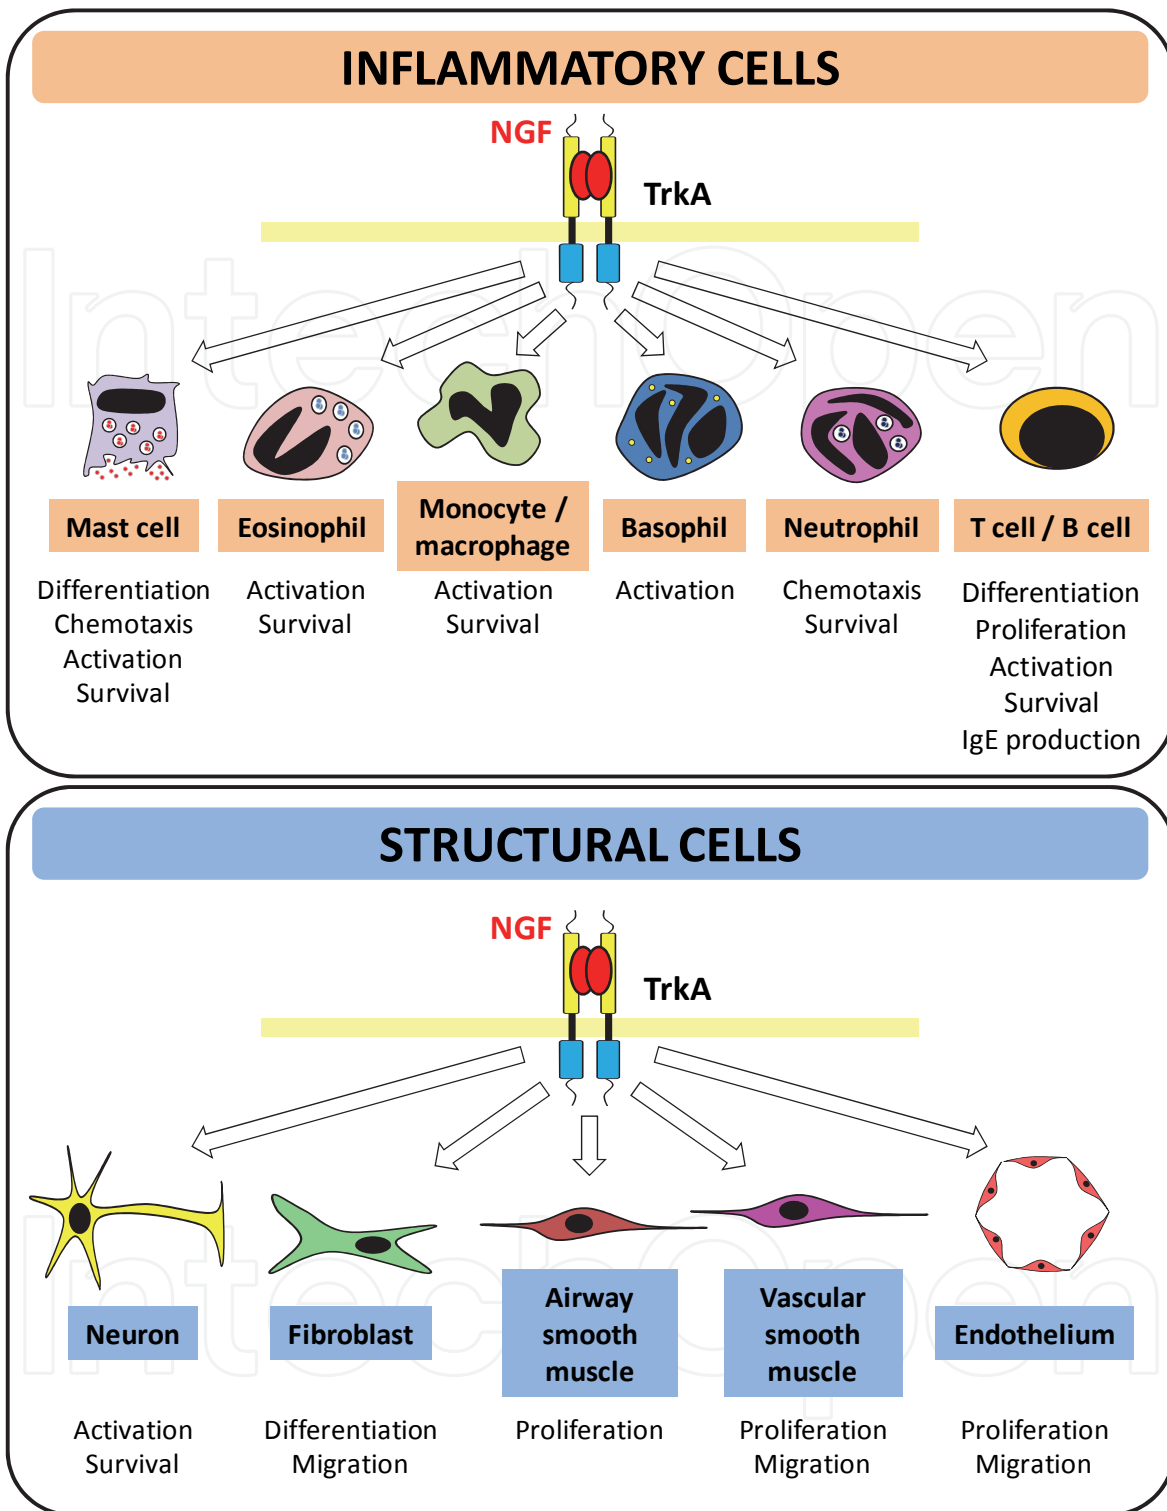 INFLAMMATORY CELLS
NGF
TrkA
Mast cell
Differentiation
Chemotaxis
Activation
Survival
Eosinophil
Activation
Survival
Monocyte /
macrophage
Activation
Survival
Basophil
Activation
Neutrophil
Chemotaxis
Survival
T cell / B cell
Differentiation
Proliferation
Activation
Survival
IgE production
STRUCTURAL CELLS
NGF
TrkA
Neuron
Activation
Survival
Fibroblast
Differentiation
Migration
Airway
smooth
muscle
Proliferation
Vascular
smooth
muscle
Proliferation
Migration
Endothelium
Proliferation
Migration
IntechOpen
IntechOpen